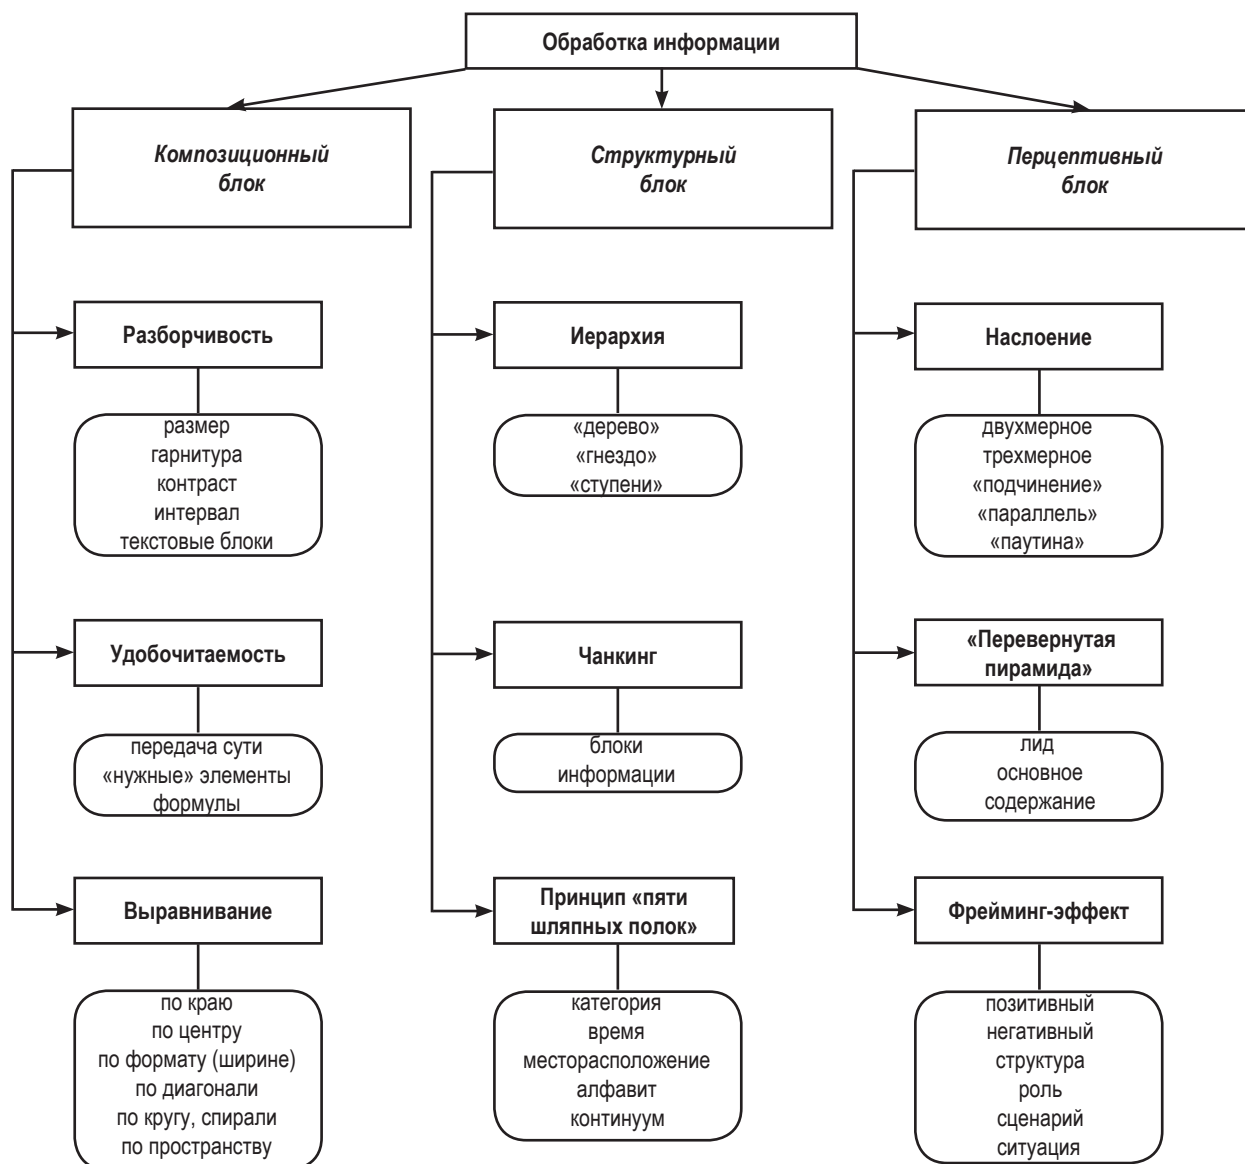 Обработка информации
Композиционный
блок
Структурный
блок
Перцептивный
блок
Разборчивость
размер
гарнитура
контраст
интервал
текстовые блоки
Иерархия
«дерево»
«гнездо»
«ступени»
Наслоение
двухмерное
трехмерное
«подчинение»
«параллель»
«паутина»
Удобочитаемость
передача сути
«нужные» элементы
формулы
Чанкинг
блоки
информации
«Перевернутая
пирамида»
лид
основное
содержание
Выравнивание
по краю
по центру
по формату (ширине)
по диагонали
по кругу, спирали
по пространству
Принцип «пяти
шляпных полок»
категория
время
месторасположение
алфавит
континуум
Фрейминг-эффект
позитивный
негативный
структура
роль
сценарий
ситуация